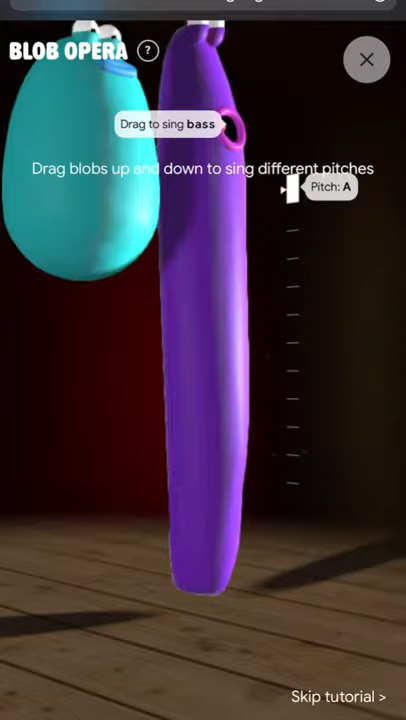 BLOB OPERA ?
Drag to sing bass
Drag blobs up and down to sing different pitches
Pitch: A
Skip tutorial >